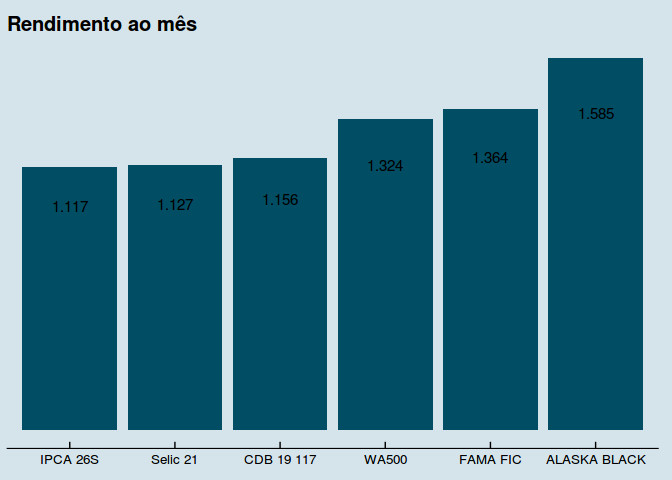 Rendimento ao mês
1.117
1.127
1.156
1.324
1.364
1.585
IPCA 26S
Selic 21
CDB 19 117
WA500
FAMA FIC
ALASKA BLACK